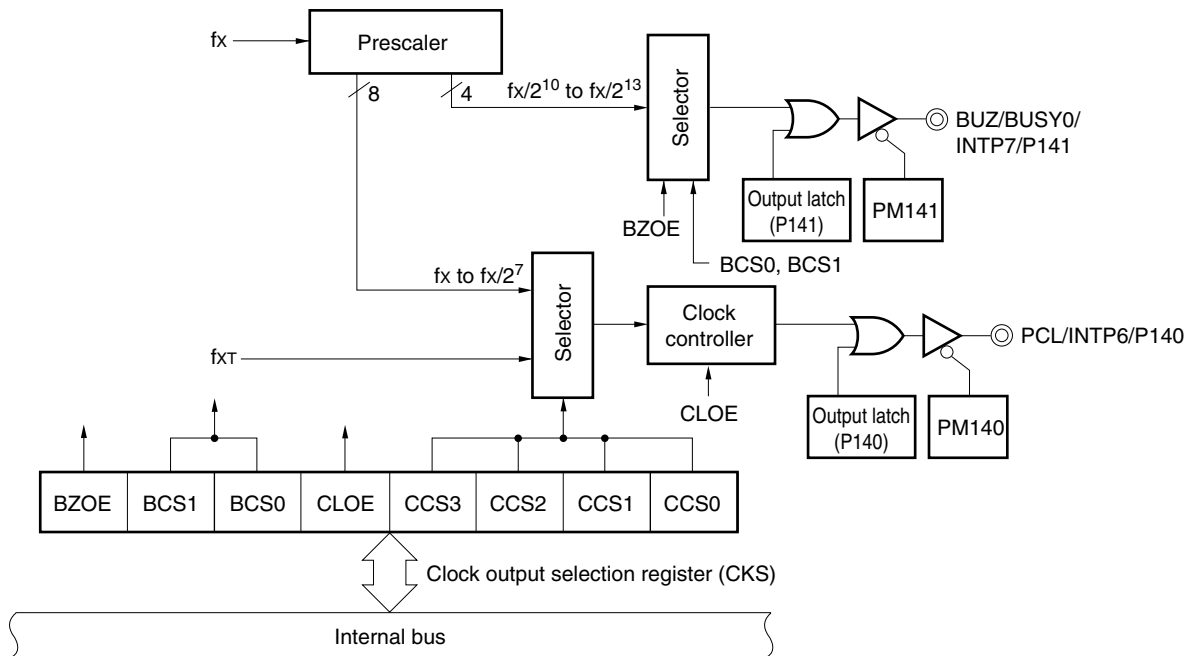 fX
Prescaler
8
4
fX/2¹⁰ to fX/2¹³
Selector
BUZ/BUSY0/
INTP7/P141
Output latch
(P141)
PM141
BZOE
BCS0, BCS1
fX to fX/2⁷
Selector
Clock
controller
PCL/INTP6/P140
fXT
CLOE
Output latch
(P140)
PM140
BZOE BCS1 BCS0 CLOE CCS3 CCS2 CCS1 CCS0
Clock output selection register (CKS)
Internal bus